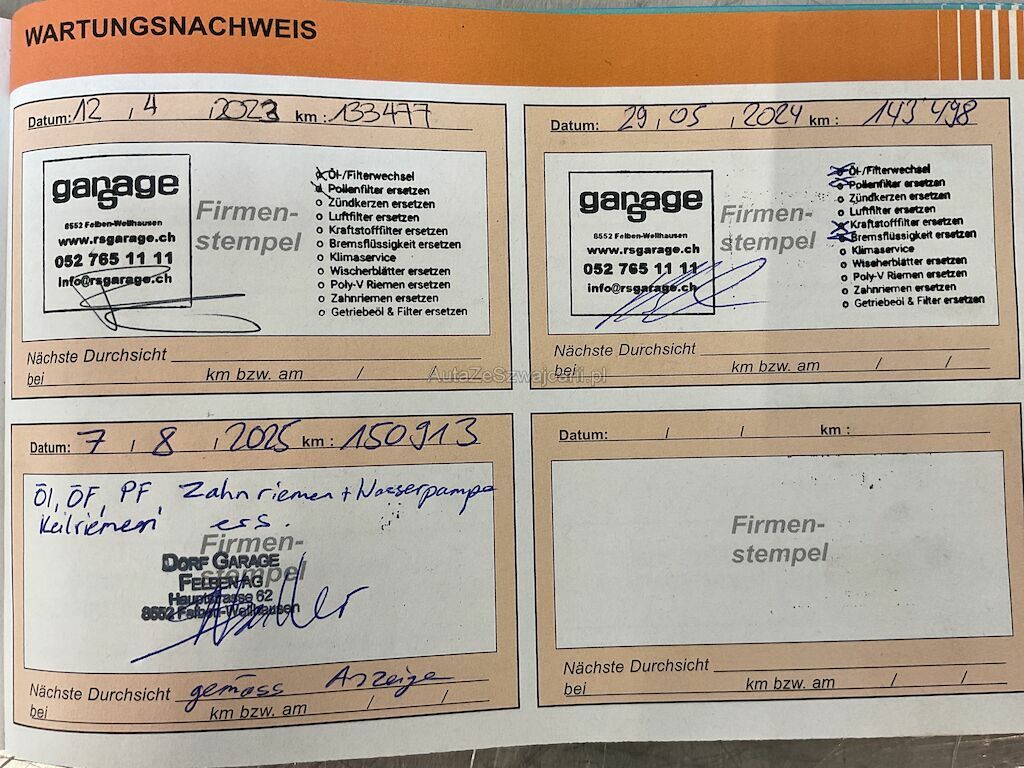 WARTUNGSNACHWEIS
Datum: 12 , 4 , 2023 km : 133477
garage
RS
8552 Felben-Wellhausen
www.rsgarage.ch
052 765 11 11
info@rsgarage.ch
Firmen-
stempel
Öl-/Filterwechsel
Pollenfilter ersetzen
Zündkerzen ersetzen
Luftfilter ersetzen
Kraftstofffilter ersetzen
Bremsflüssigkeit ersetzen
Klimaservice
Wischerblätter ersetzen
Poly-V Riemen ersetzen
Zahnriemen ersetzen
Getriebeöl & Filter ersetzen
Nächste Durchsicht
bei km bzw. am /
Datum: 29 , 05 , 2024 km : 143 498
garage
RS
8552 Felben-Wellhausen
www.rsgarage.ch
052 765 11 11
info@rsgarage.ch
Firmen-
stempel
Öl-/Filterwechsel
Pollenfilter ersetzen
Zündkerzen ersetzen
Luftfilter ersetzen
Kraftstofffilter ersetzen
Bremsflüssigkeit ersetzen
Klimaservice
Wischerblätter ersetzen
Poly-V Riemen ersetzen
Zahnriemen ersetzen
Getriebeöl & Filter ersetzen
Nächste Durchsicht
bei km bzw. am / /
AutaZeSzwajcarii.pl
Datum: 7 , 8 , 2025 km : 150913
Öl, ÖF, PF Zahnriemen + Wasserpumpe
Keilriemen ers.
Firmen-
stempel
DORF GARAGE
FELBEN AG
Hauptstrasse 62
8552 Felben-Wellhausen
Nächste Durchsicht gemäss Anzeige
bei km bzw. am / /
Datum: / / km :
Firmen-
stempel
Nächste Durchsicht
bei km bzw. am / /